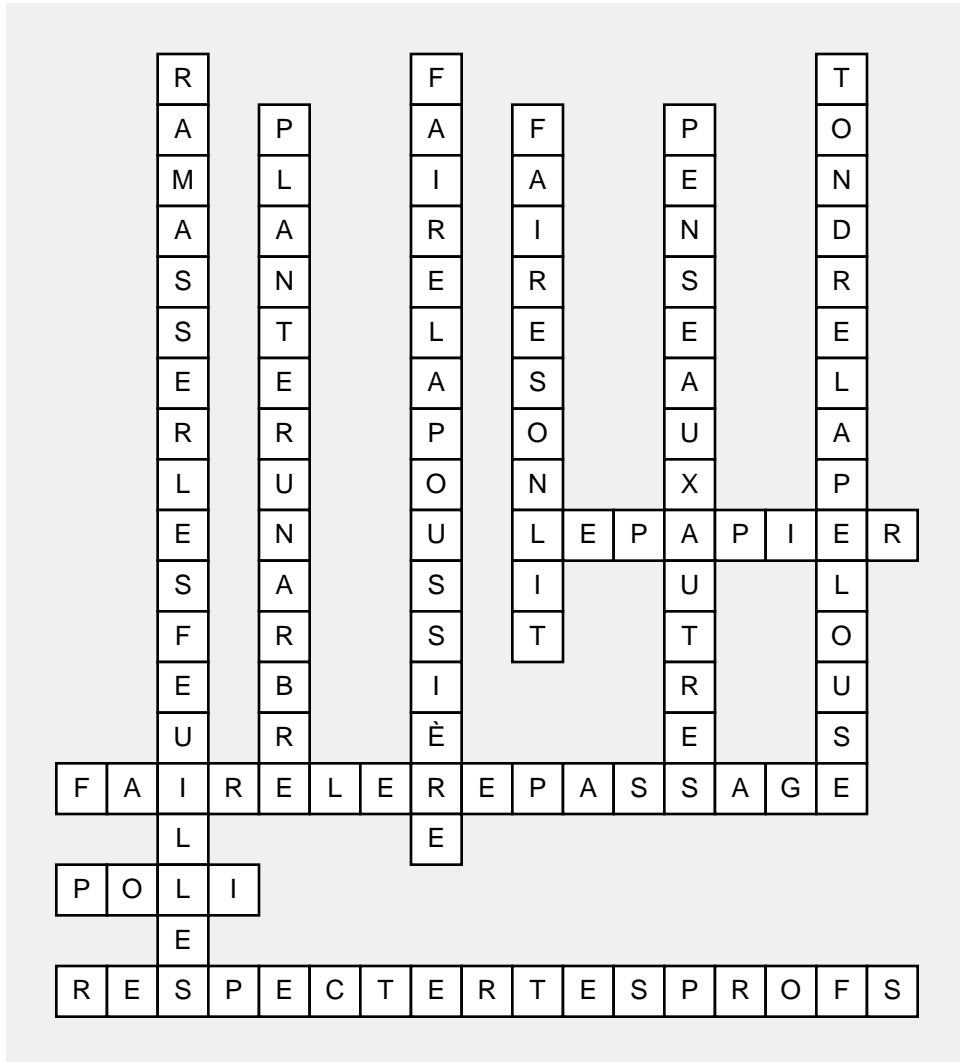 RAMASSERLESFEUILLES
FAIRELAPOUSSIÈRE
TONDRELAPELOUSE
PLANTERUNARBRE
FAIRESONLIT
PENSEAUXAUTRES
LEPAPIER
FAIRELEREPASSAGE
POLI
RESPECTERTESPROFS